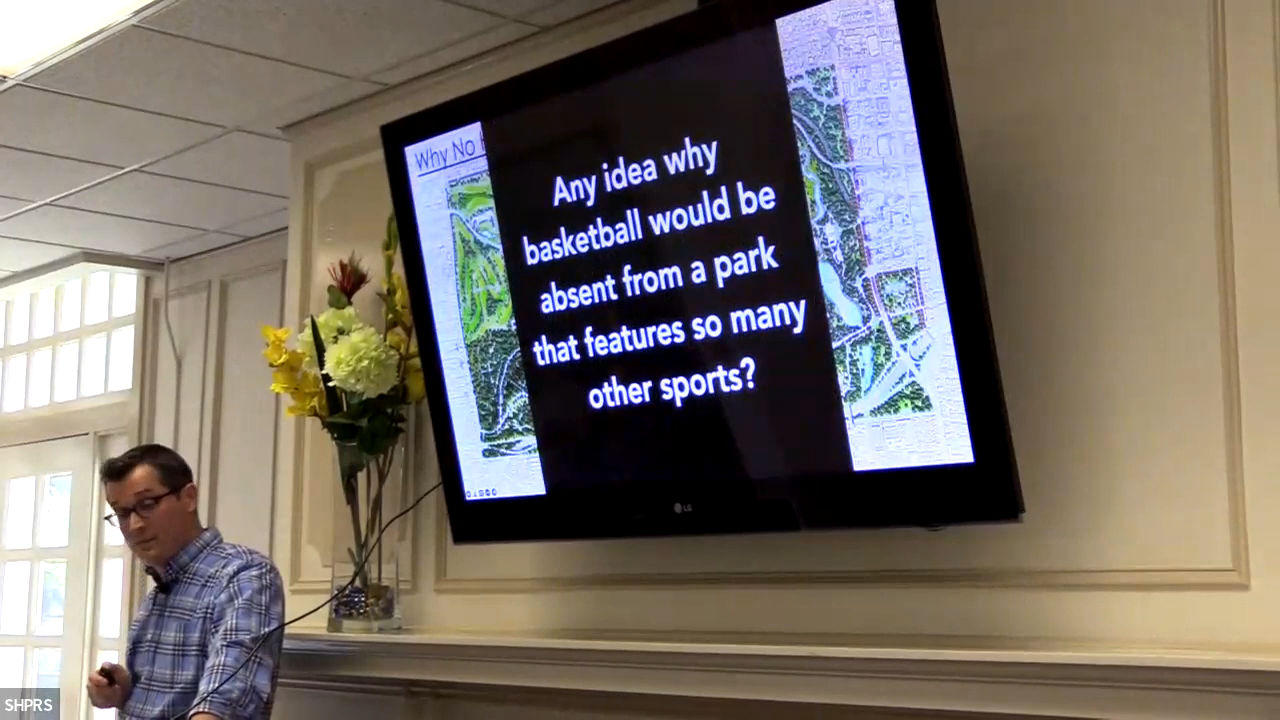 Why No
Any idea why
basketball would be
absent from a park
that features so many
other sports?
LG
SHPRS